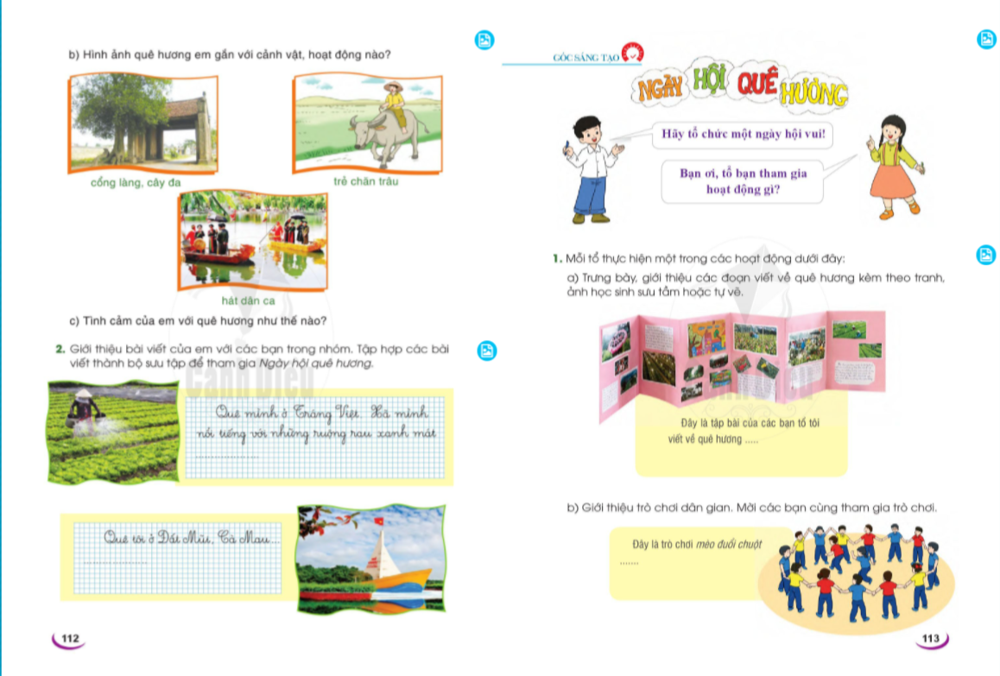 b) Hình ảnh quê hương em gắn với cảnh vật, hoạt động nào?
cổng làng, cây đa
trẻ chăn trâu
hát dân ca
c) Tình cảm của em với quê hương như thế nào?
2. Giới thiệu bài viết của em với các bạn trong nhóm. Tập hợp các bài
viết thành bộ sưu tập để tham gia Ngày hội quê hương.
Cánh Diều
Quê mình ở Tráng Việt. Xã mình
nổi tiếng với những ruộng rau xanh mát
....................
Quê tôi ở Đất Mũi, Cà Mau...
....................
112
GÓC SÁNG TẠO
NGÀY HỘI QUÊ HƯƠNG
Hãy tổ chức một ngày hội vui!
Bạn ơi, tổ bạn tham gia
hoạt động gì?
1. Mỗi tổ thực hiện một trong các hoạt động dưới đây:
a) Trưng bày, giới thiệu các đoạn viết về quê hương kèm theo tranh,
ảnh học sinh sưu tầm hoặc tự vẽ.
Đây là tập bài của các bạn tổ tôi
viết về quê hương .....
b) Giới thiệu trò chơi dân gian. Mời các bạn cùng tham gia trò chơi.
Đây là trò chơi mèo đuổi chuột
.......
113